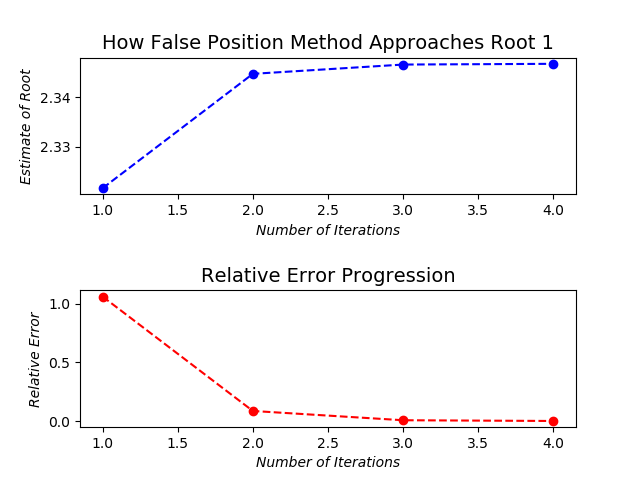 How False Position Method Approaches Root 1
Estimate of Root
2.34
2.33
1.0 1.5 2.0 2.5 3.0 3.5 4.0
Number of Iterations
Relative Error Progression
Relative Error
1.0
0.5
0.0
1.0 1.5 2.0 2.5 3.0 3.5 4.0
Number of Iterations